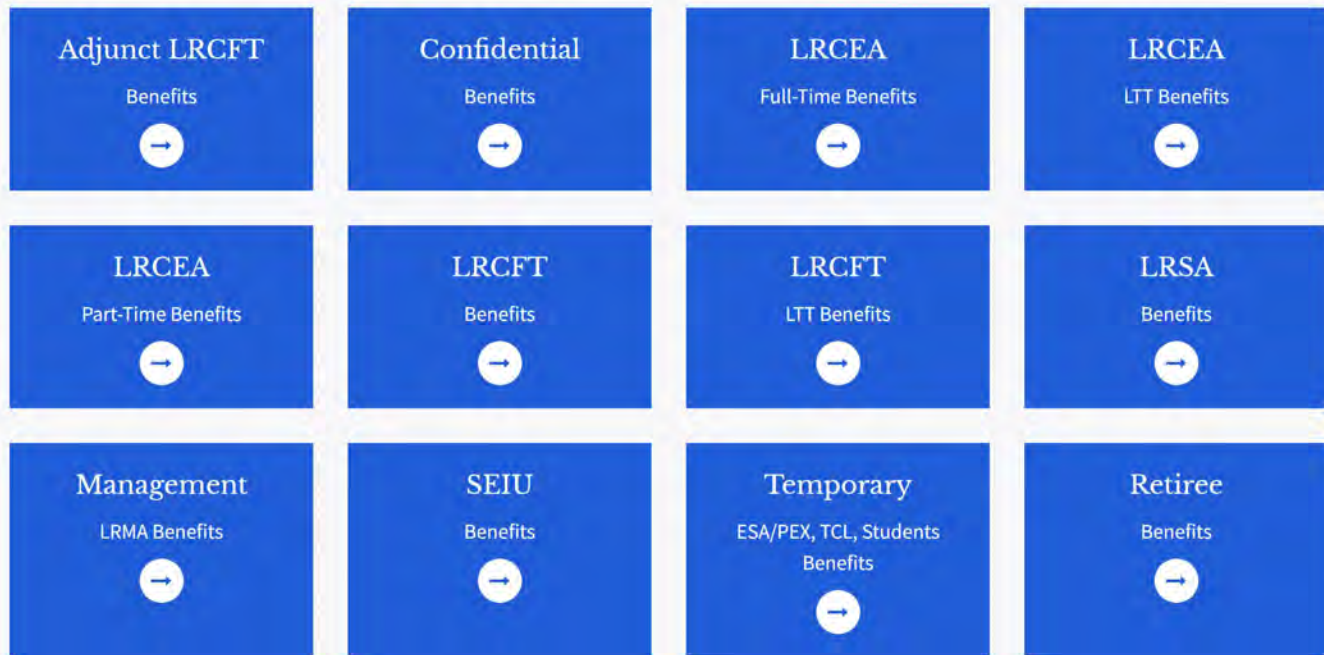 Adjunct LRCFT
Benefits
Confidential
Benefits
LRCEA
Full-Time Benefits
LRCEA
LTT Benefits
LRCEA
Part-Time Benefits
LRCFT
Benefits
LRCFT
LTT Benefits
LRSA
Benefits
Management
LRMA Benefits
SEIU
Benefits
Temporary
ESA/PEX, TCL, Students
Benefits
Retiree
Benefits